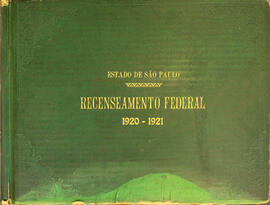 ESTADO DE SÃO PAULO
RECENSEAMENTO FEDERAL
1920 - 1921